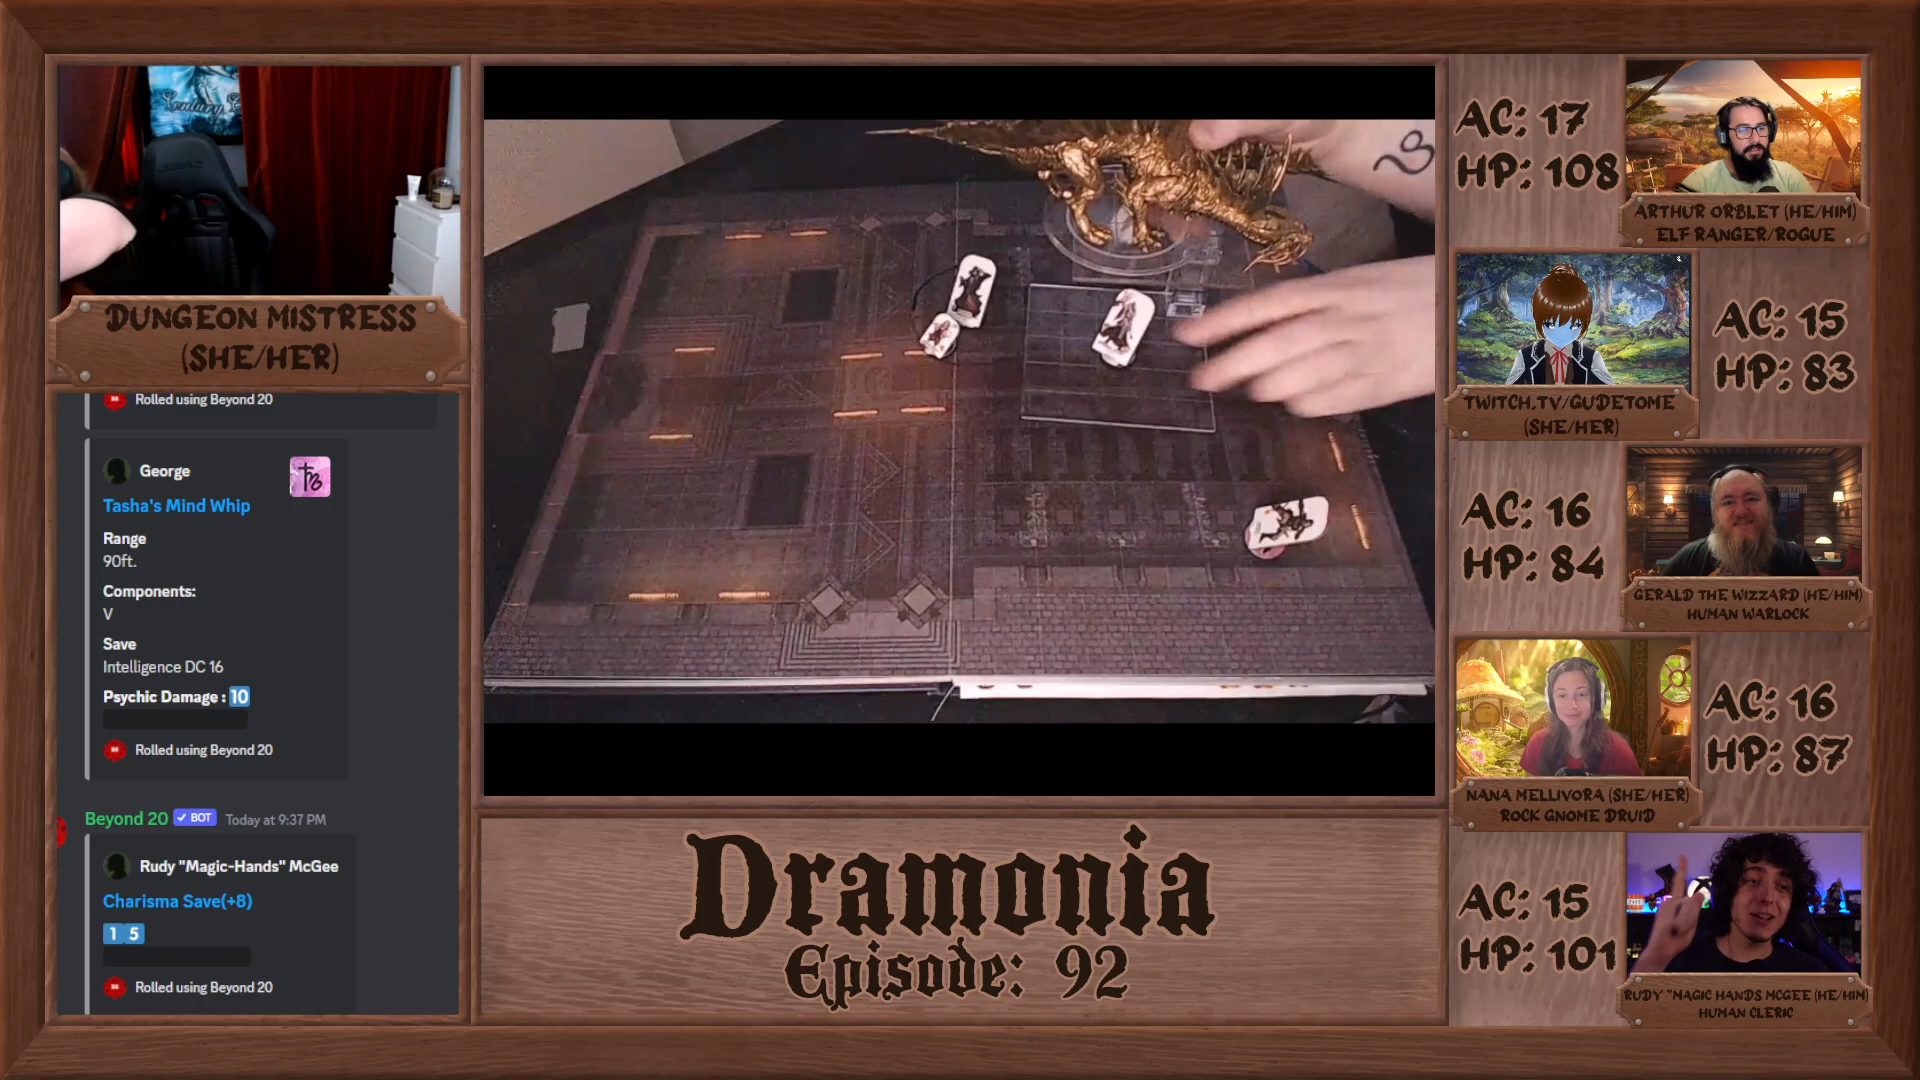 DUNGEON MISTRESS
(SHE/HER)
Rolled using Beyond 20
George
Tasha's Mind Whip
Range
90ft.
Components:
V
Save
Intelligence DC 16
Psychic Damage : 10
Rolled using Beyond 20
Beyond 20 ✓ BOT Today at 9:37 PM
Rudy "Magic-Hands" McGee
Charisma Save(+8)
1 5
Rolled using Beyond 20
Dramonia
Episode: 92
AC: 17
HP: 108
ARTHUR ORBLET (HE/HIM)
ELF RANGER/ROGUE
TWITCH.TV/GUDETOME
(SHE/HER)
AC: 15
HP: 83
AC: 16
HP: 84
GERALD THE WIZZARD (HE/HIM)
HUMAN WARLOCK
NANA MELLIVORA (SHE/HER)
ROCK GNOME DRUID
AC: 16
HP: 87
AC: 15
HP: 101
RUDY "MAGIC HANDS MCGEE (HE/HIM)
HUMAN CLERIC